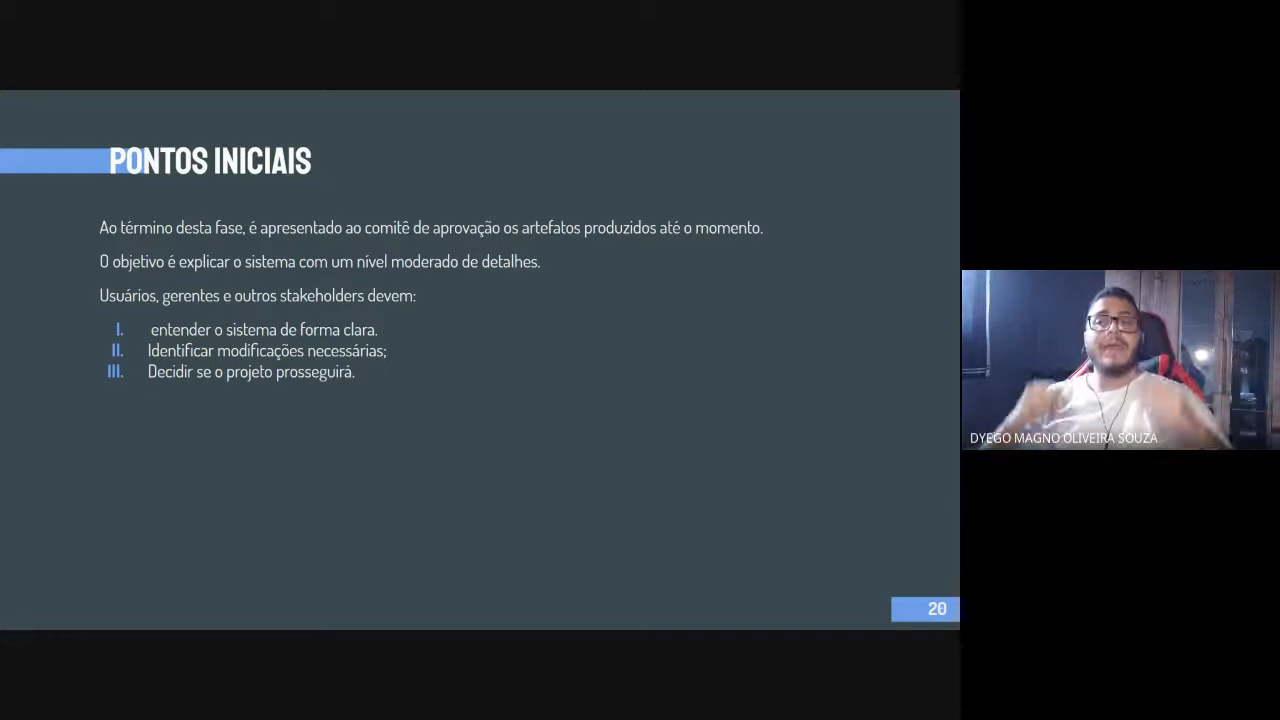 PONTOS INICIAIS
Ao término desta fase, é apresentado ao comitê de aprovação os artefatos produzidos até o momento.
O objetivo é explicar o sistema com um nível moderado de detalhes.
Usuários, gerentes e outros stakeholders devem:
I. entender o sistema de forma clara.
II. Identificar modificações necessárias;
III. Decidir se o projeto prosseguirá.
20
DYEGO MAGNO OLIVEIRA SOUZA